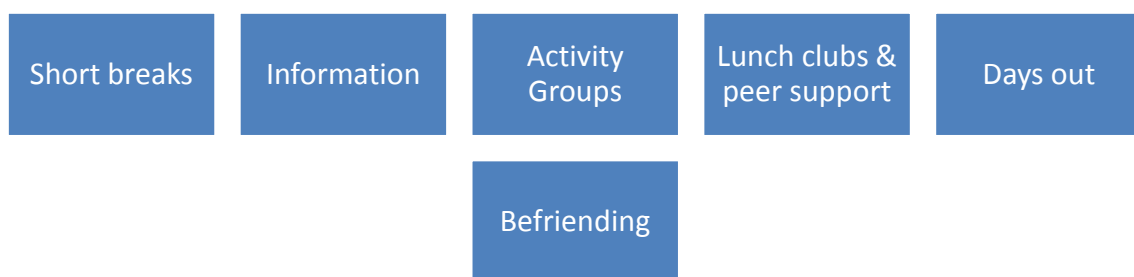 Short breaks
Information
Activity
Groups
Lunch clubs &
peer support
Days out
Befriending